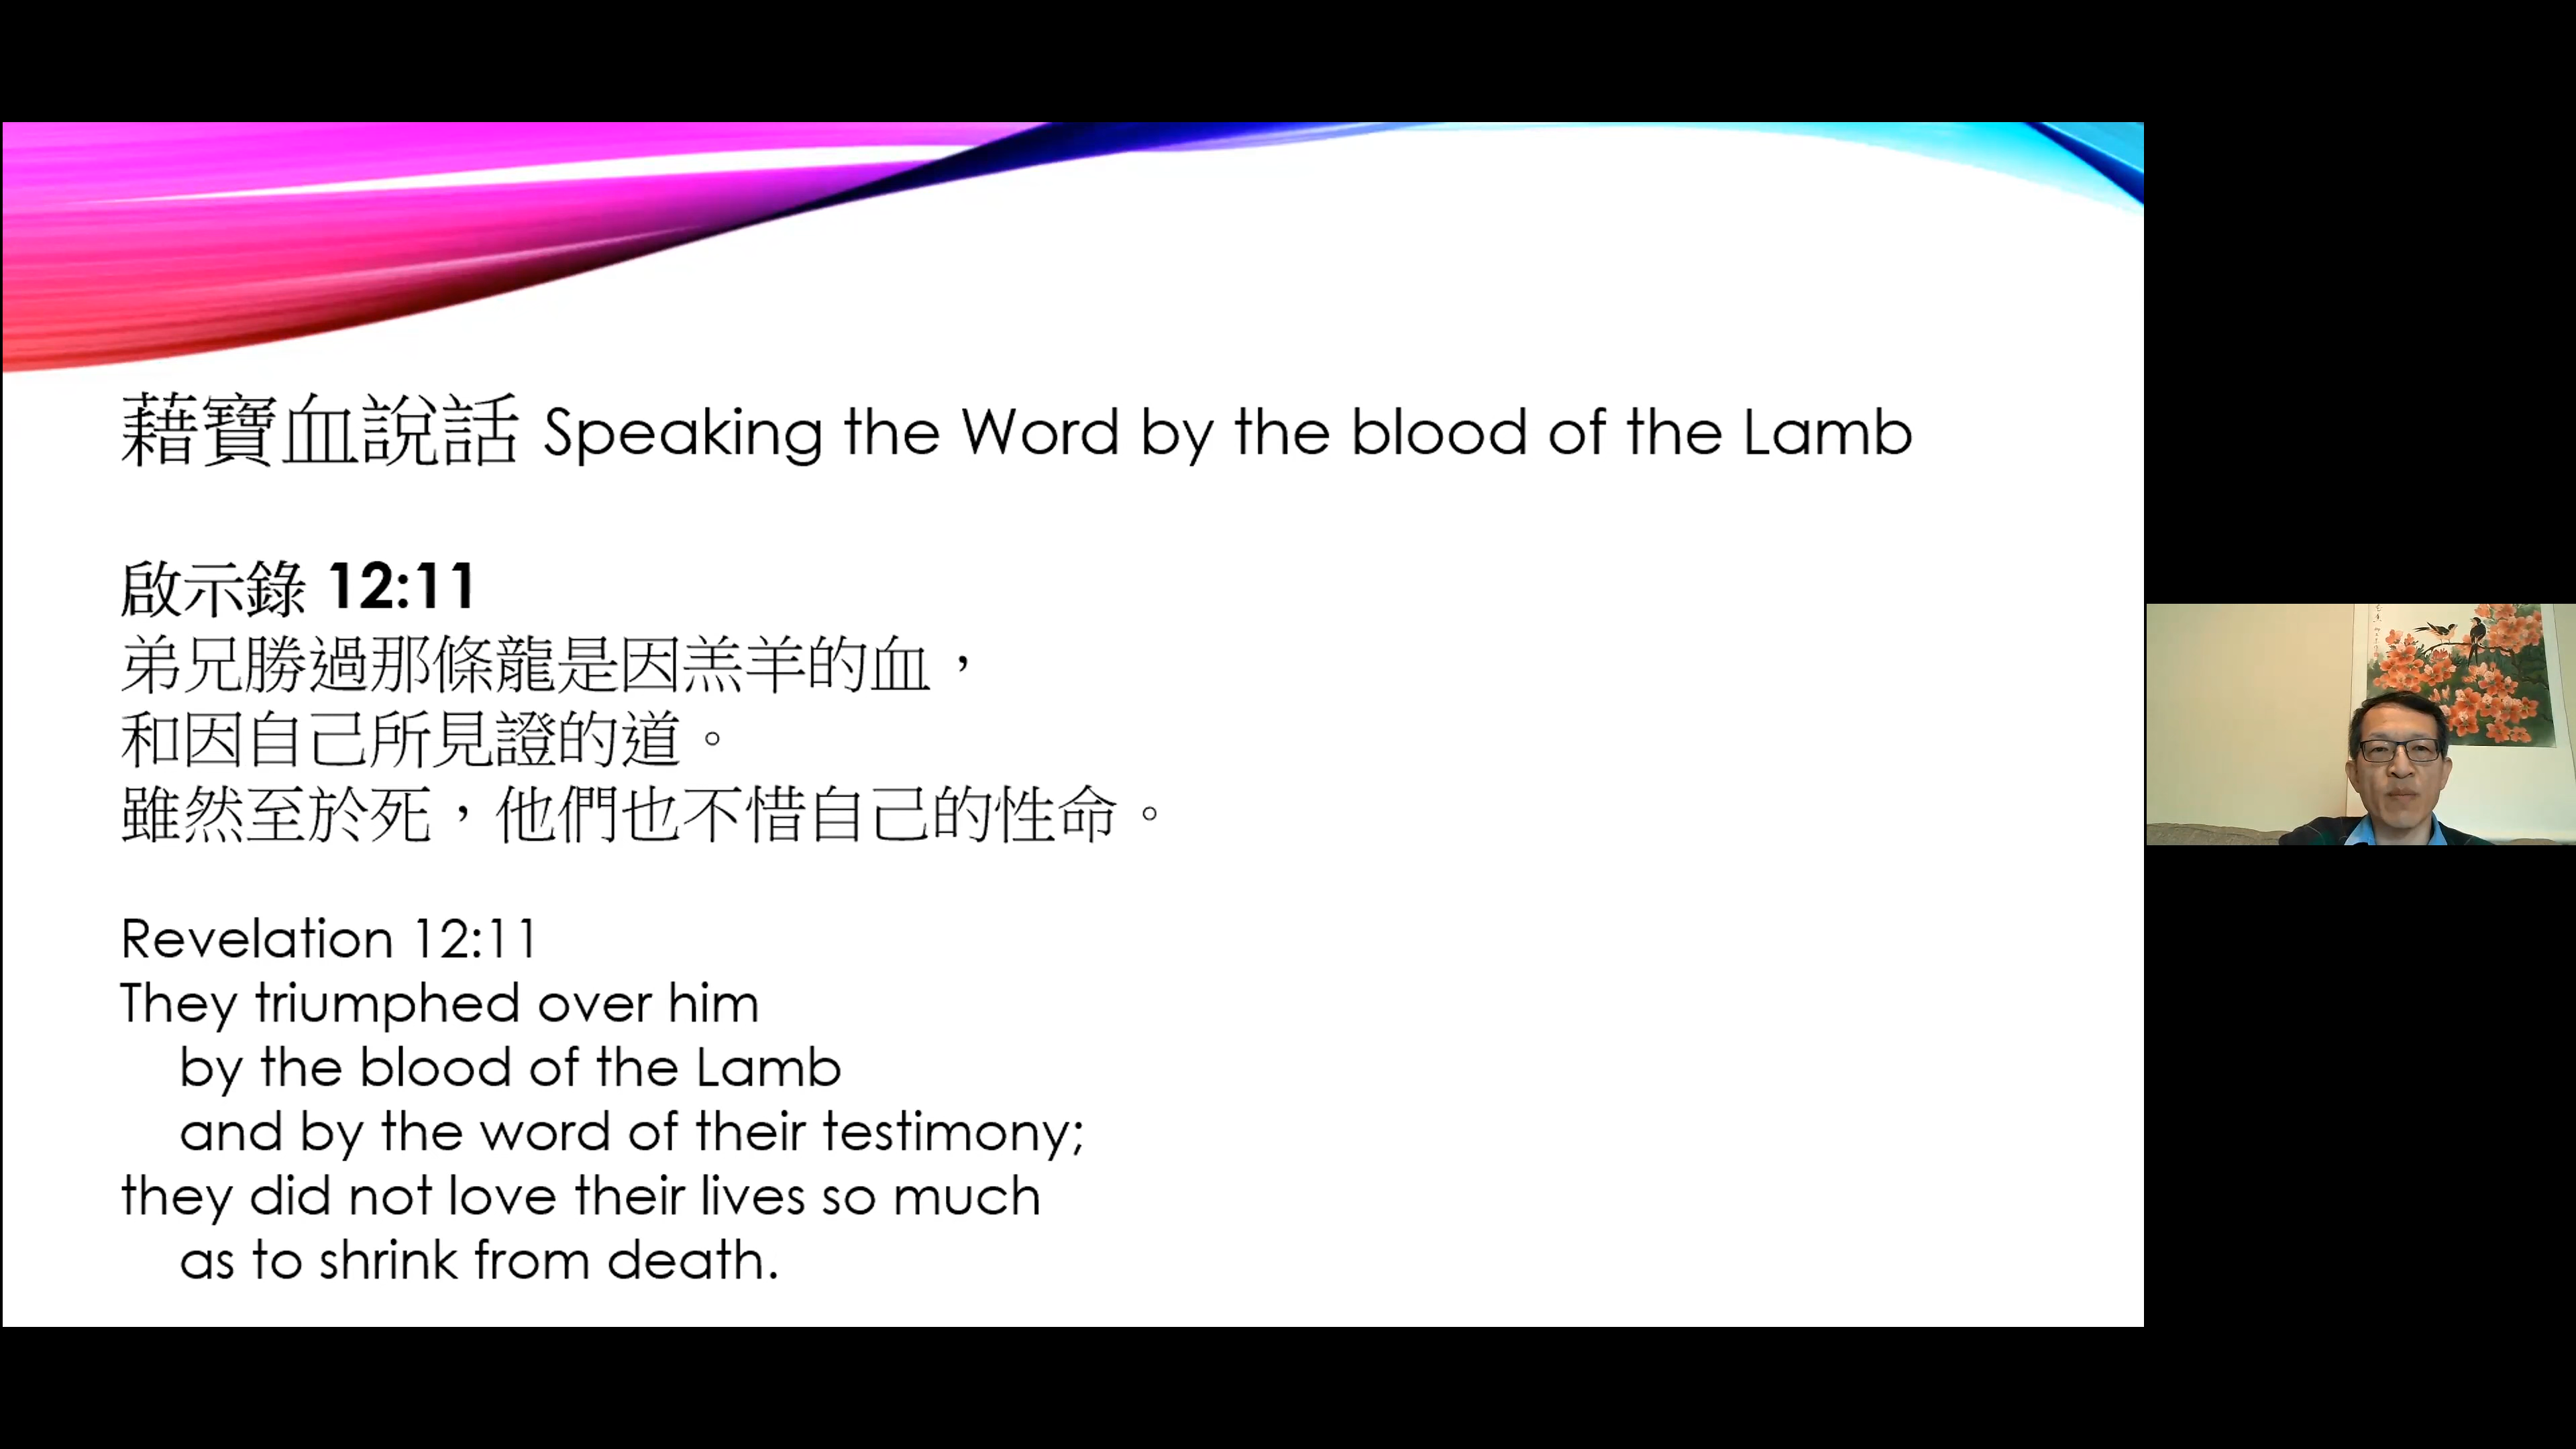 藉寶血說話 Speaking the Word by the blood of the Lamb
啟示錄 12:11
弟兄勝過那條龍是因羔羊的血，
和因自己所見證的道。
雖然至於死，他們也不惜自己的性命。
Revelation 12:11
They triumphed over him
by the blood of the Lamb
and by the word of their testimony;
they did not love their lives so much
as to shrink from death.